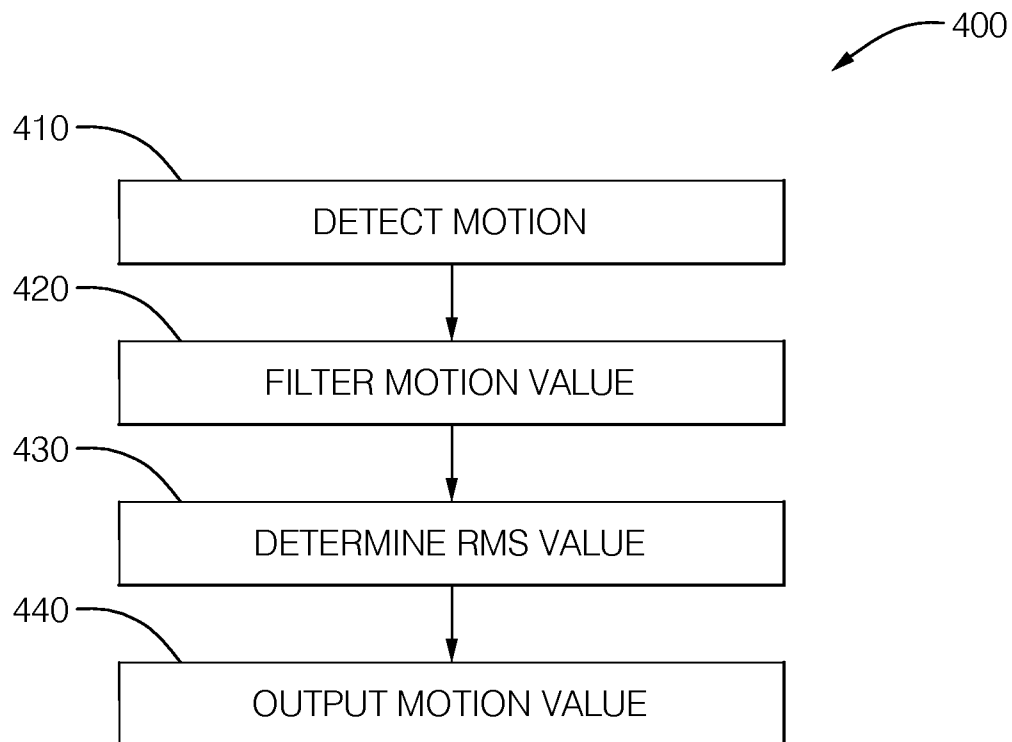 400
410
DETECT MOTION
420
FILTER MOTION VALUE
430
DETERMINE RMS VALUE
440
OUTPUT MOTION VALUE